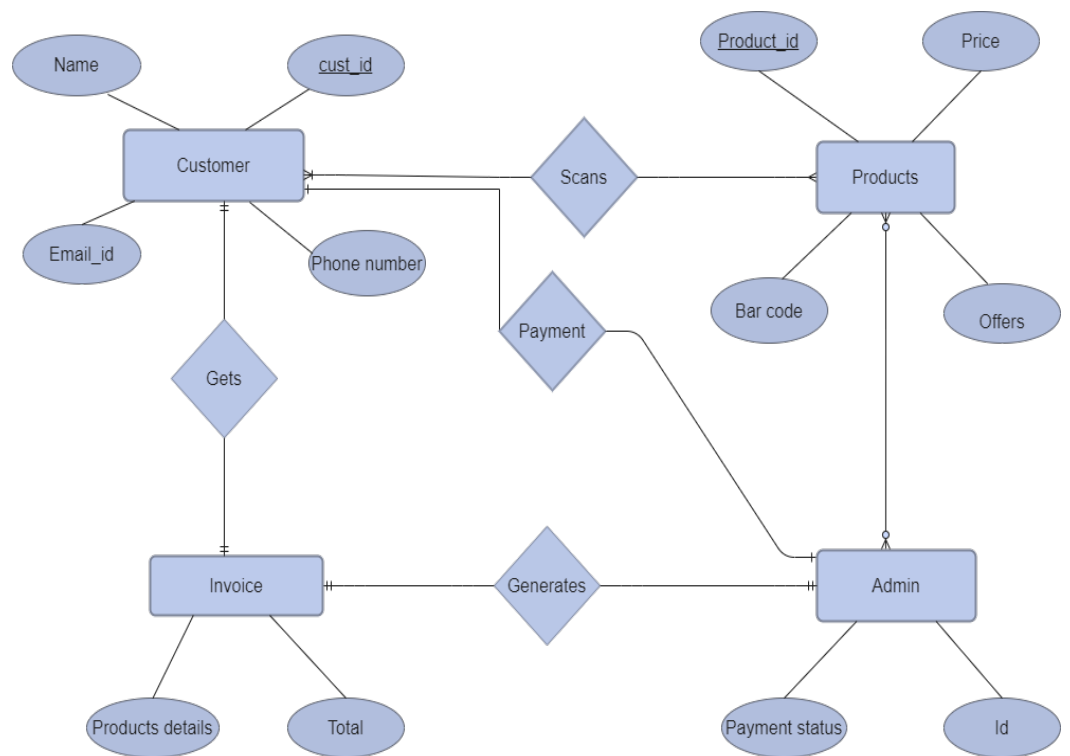 Name
cust_id
Product_id
Price
Customer
Scans
Products
Email_id
Phone number
Bar code
Offers
Payment
Gets
Invoice
Generates
Admin
Products details
Total
Payment status
Id